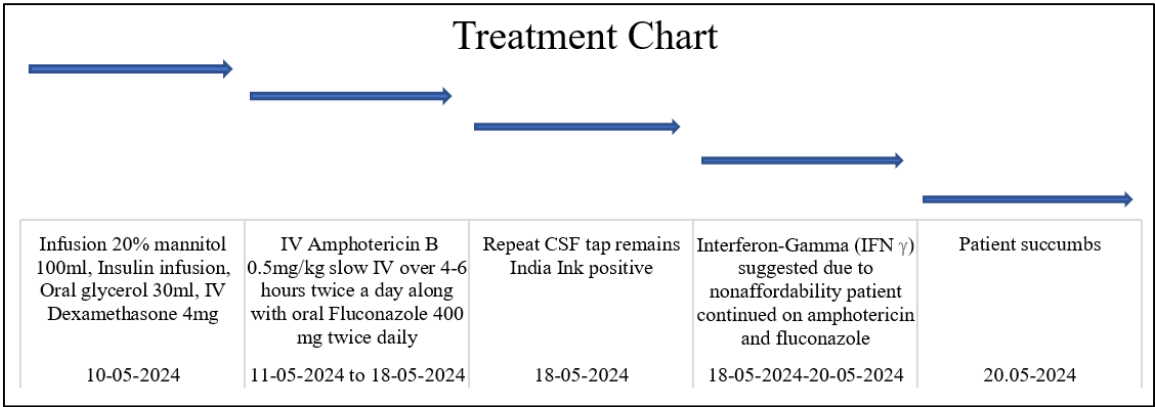 Treatment Chart
Infusion 20% mannitol
100ml, Insulin infusion,
Oral glycerol 30ml, IV
Dexamethasone 4mg
10-05-2024
IV Amphotericin B
0.5mg/kg slow IV over 4-6
hours twice a day along
with oral Fluconazole 400
mg twice daily
11-05-2024 to 18-05-2024
Repeat CSF tap remains
India Ink positive
18-05-2024
Interferon-Gamma (IFN γ)
suggested due to
nonaffordability patient
continued on amphotericin
and fluconazole
18-05-2024-20-05-2024
Patient succumbs
20.05-2024